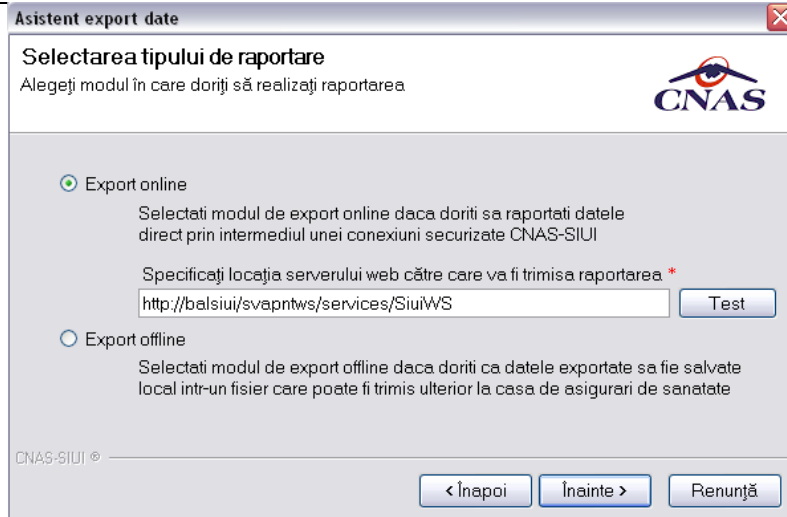 Asistent export date
Selectarea tipului de raportare
Alegeţi modul în care doriţi să realizaţi raportarea
CNAS
Export online
Selectati modul de export online daca doriti sa raportati datele
direct prin intermediul unei conexiuni securizate CNAS-SIUI
Specificaţi locaţia serverului web către care va fi trimisa raportarea *
http://balsiui/svapntws/services/SiuiWS
Test
Export offline
Selectati modul de export offline daca doriti ca datele exportate sa fie salvate
local intr-un fisier care poate fi trimis ulterior la casa de asigurari de sanatate
CNAS-SIUI ®
< Înapoi
Înainte >
Renunţă